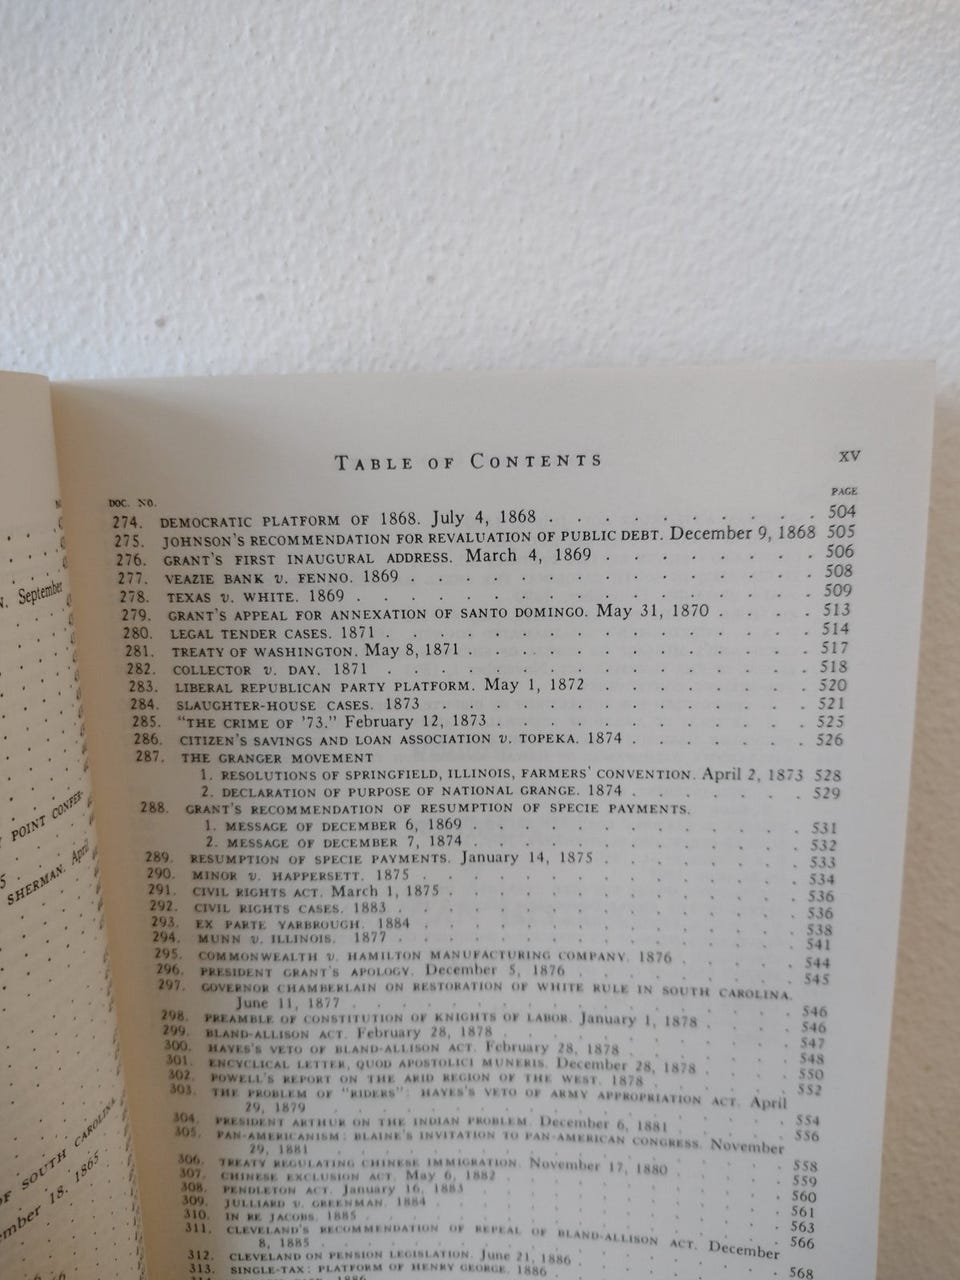 N. September
POINT CONFER-
5
SHERMAN. April
OF SOUTH CAROLINA
mber 18. 1865
TABLE OF CONTENTS XV
DOC. NO. PAGE
274. DEMOCRATIC PLATFORM OF 1868. July 4, 1868 . . . . . . . . . . 504
275. JOHNSON'S RECOMMENDATION FOR REVALUATION OF PUBLIC DEBT. December 9, 1868 505
276. GRANT'S FIRST INAUGURAL ADDRESS. March 4, 1869 . . . . . . . . 506
277. VEAZIE BANK v. FENNO. 1869 . . . . . . . . . . . . . . 508
278. TEXAS v. WHITE. 1869 . . . . . . . . . . . . . . . . 509
279. GRANT'S APPEAL FOR ANNEXATION OF SANTO DOMINGO. May 31, 1870 . . . . 513
280. LEGAL TENDER CASES. 1871 . . . . . . . . . . . . . . 514
281. TREATY OF WASHINGTON. May 8, 1871 . . . . . . . . . . . . 517
282. COLLECTOR v. DAY. 1871 . . . . . . . . . . . . . . . 518
283. LIBERAL REPUBLICAN PARTY PLATFORM. May 1, 1872 . . . . . . . . 520
284. SLAUGHTER-HOUSE CASES. 1873 . . . . . . . . . . . . . 521
285. "THE CRIME OF '73." February 12, 1873 . . . . . . . . . . . 525
286. CITIZEN'S SAVINGS AND LOAN ASSOCIATION v. TOPEKA. 1874 . . . . . . . 526
287. THE GRANGER MOVEMENT
1. RESOLUTIONS OF SPRINGFIELD, ILLINOIS, FARMERS' CONVENTION. April 2, 1873 528
2. DECLARATION OF PURPOSE OF NATIONAL GRANGE. 1874 . . . . . . . 529
288. GRANT'S RECOMMENDATION OF RESUMPTION OF SPECIE PAYMENTS.
1. MESSAGE OF DECEMBER 6, 1869 . . . . . . . . . . . . 531
2. MESSAGE OF DECEMBER 7, 1874 . . . . . . . . . . . . 532
289. RESUMPTION OF SPECIE PAYMENTS. January 14, 1875 . . . . . . . . 533
290. MINOR v. HAPPERSETT. 1875 . . . . . . . . . . . . . . 534
291. CIVIL RIGHTS ACT. March 1, 1875 . . . . . . . . . . . . . 536
292. CIVIL RIGHTS CASES. 1883 . . . . . . . . . . . . . . 536
293. EX PARTE YARBROUGH. 1884 . . . . . . . . . . . . . . 538
294. MUNN v. ILLINOIS. 1877 . . . . . . . . . . . . . . . 541
295. COMMONWEALTH v. HAMILTON MANUFACTURING COMPANY. 1876 . . . . . 544
296. PRESIDENT GRANT'S APOLOGY. December 5, 1876 . . . . . . . . 545
297. GOVERNOR CHAMBERLAIN ON RESTORATION OF WHITE RULE IN SOUTH CAROLINA.
June 11, 1877 . . . . . . . . . . . . . . . . 546
298. PREAMBLE OF CONSTITUTION OF KNIGHTS OF LABOR. January 1, 1878 . . . . 546
299. BLAND-ALLISON ACT. February 28, 1878 . . . . . . . . . . 547
300. HAYES'S VETO OF BLAND-ALLISON ACT. February 28, 1878 . . . . . . 548
301. ENCYCLICAL LETTER, QUOD APOSTOLICI MUNERIS. December 28, 1878 . . . . 550
302. POWELL'S REPORT ON THE ARID REGION OF THE WEST. 1878 . . . . . 552
303. THE PROBLEM OF "RIDERS": HAYES'S VETO OF ARMY APPROPRIATION ACT. April
29, 1879 . . . . . . . . . . . . . . . . 554
304. PRESIDENT ARTHUR ON THE INDIAN PROBLEM. December 6, 1881 . . . . 556
305. PAN-AMERICANISM: BLAINE'S INVITATION TO PAN-AMERICAN CONGRESS. November
29, 1881 . . . . . . . . . . . . . . . . 558
306. TREATY REGULATING CHINESE IMMIGRATION. November 17, 1880 . . . . . 559
307. CHINESE EXCLUSION ACT. May 6, 1882 . . . . . . . . . . 560
308. PENDLETON ACT. January 16, 1883 . . . . . . . . . . . 561
309. JULLIARD v. GREENMAN. 1884 . . . . . . . . . . . . 563
310. IN RE JACOBS. 1885 . . . . . . . . . . . . . . 566
311. CLEVELAND'S RECOMMENDATION OF REPEAL OF BLAND-ALLISON ACT. December
8, 1885 . . . . . . . . . . . . . . . . 568
312. CLEVELAND ON PENSION LEGISLATION. June 21, 1886
313. SINGLE-TAX: PLATFORM OF HENRY GEORGE. 1886